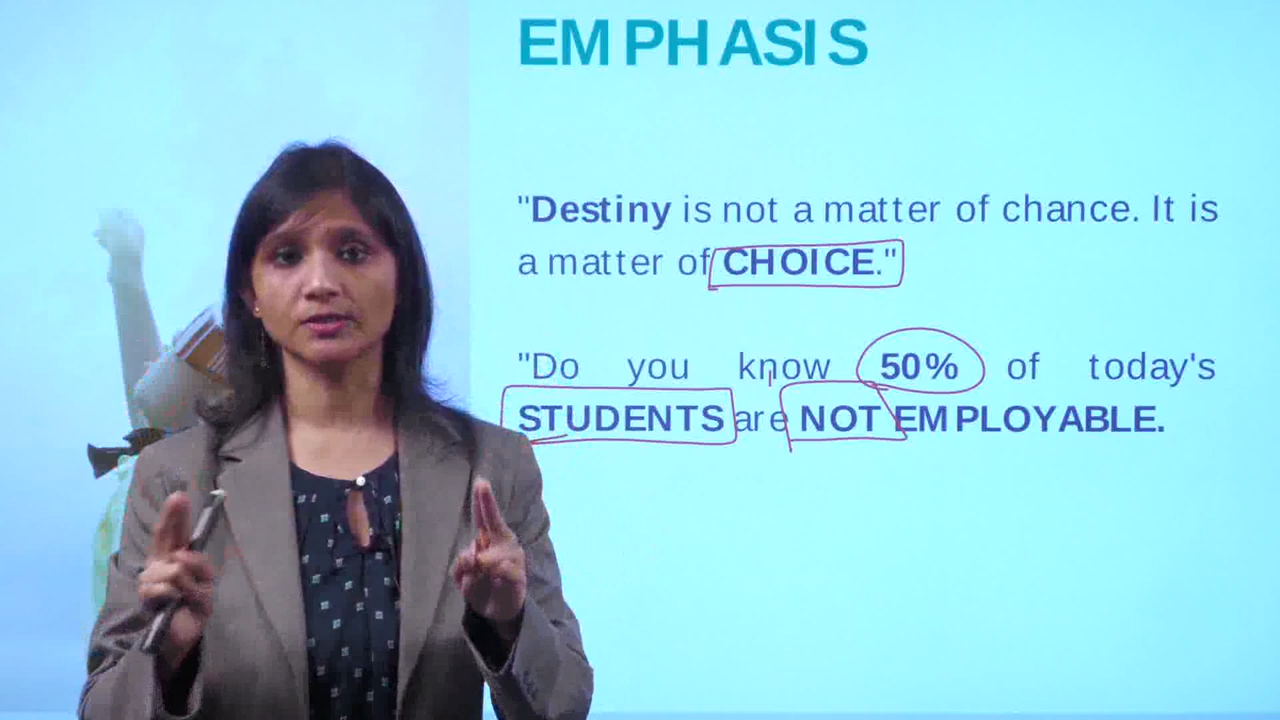 EMPHASIS
"Destiny is not a matter of chance. It is
a matter of CHOICE."
"Do you know 50% of today's
STUDENTS are NOT EMPLOYABLE.